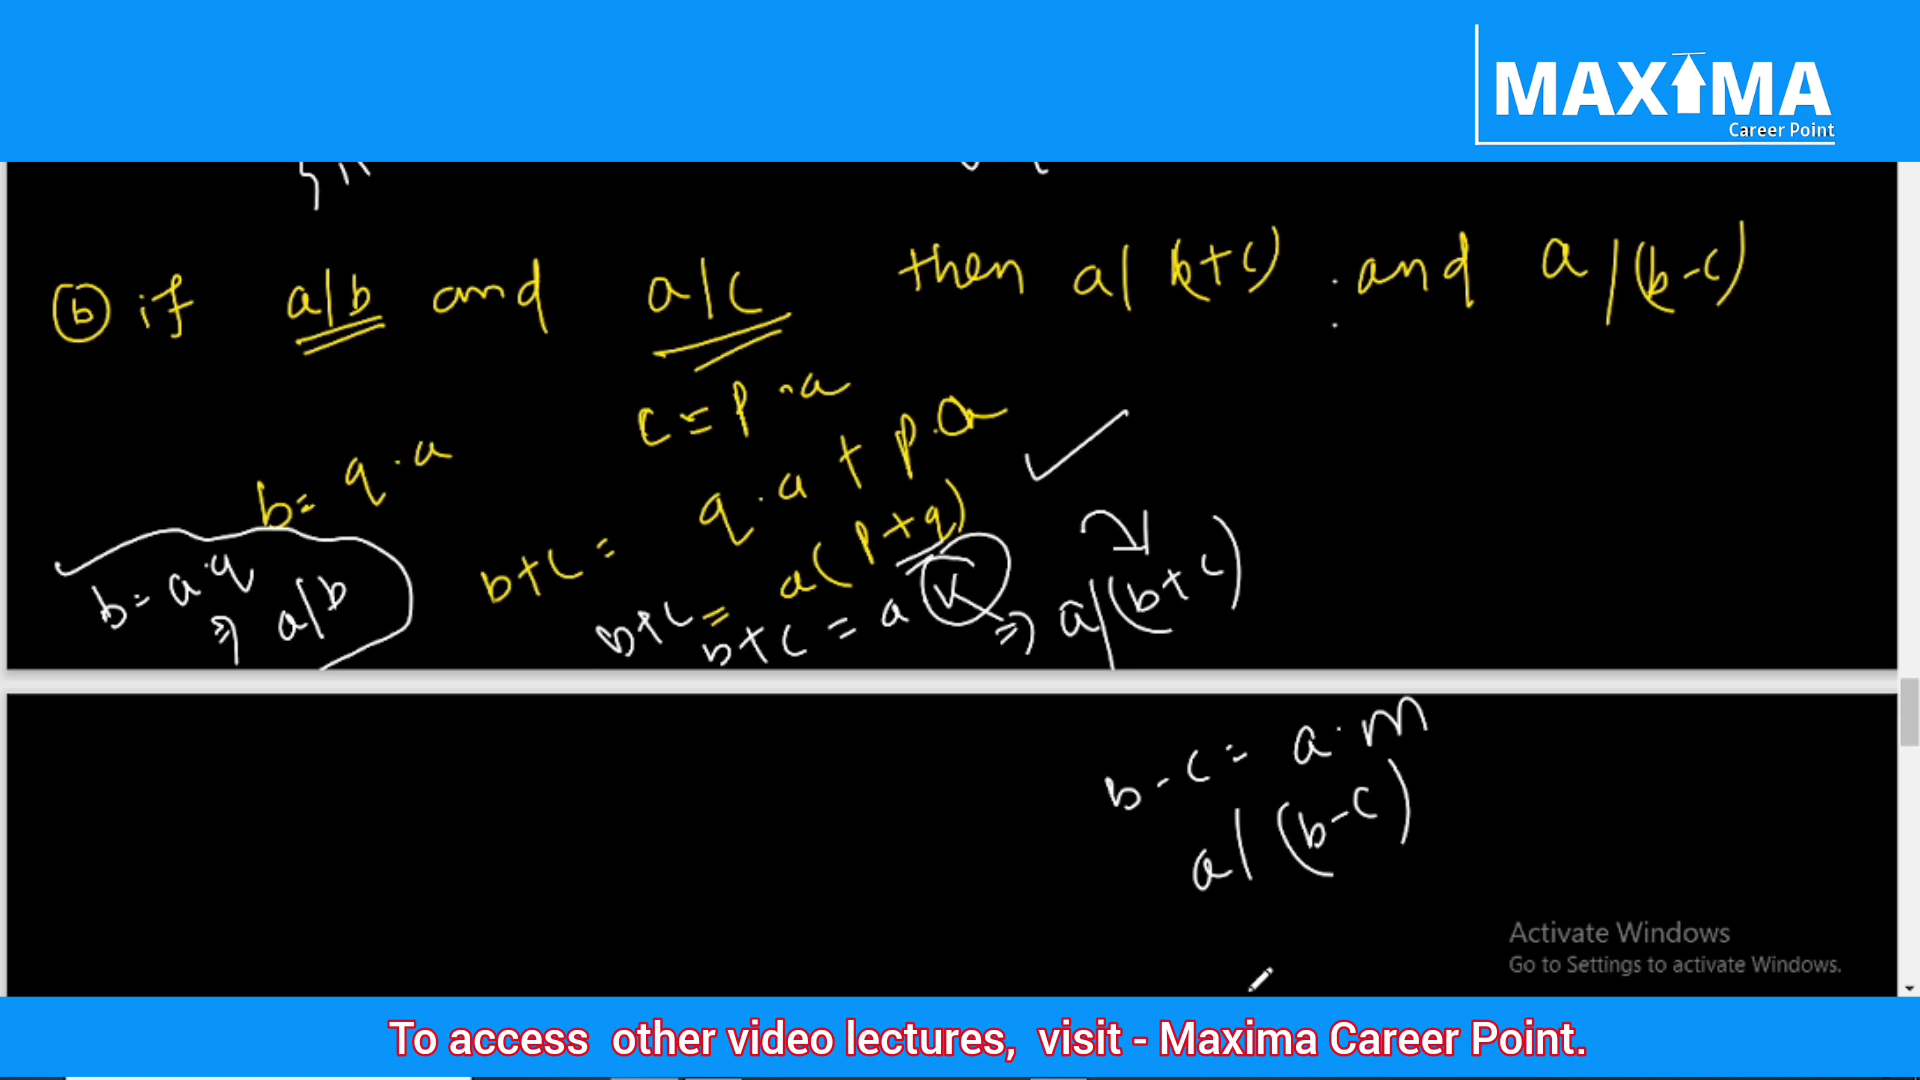 MAXIMA
Career Point
(b) if a|b and a|c then a|(b+c) and a|(b-c)
c = p·a
b = q·a
b+c = q·a + p·a
= a(p+q)
b = a·q
⇒ a|b
b+c
b+c = a(K) ⇒ a|(b+c)
b-c = a·m
a|(b-c)
Activate Windows
Go to Settings to activate Windows.
To access other video lectures, visit - Maxima Career Point.